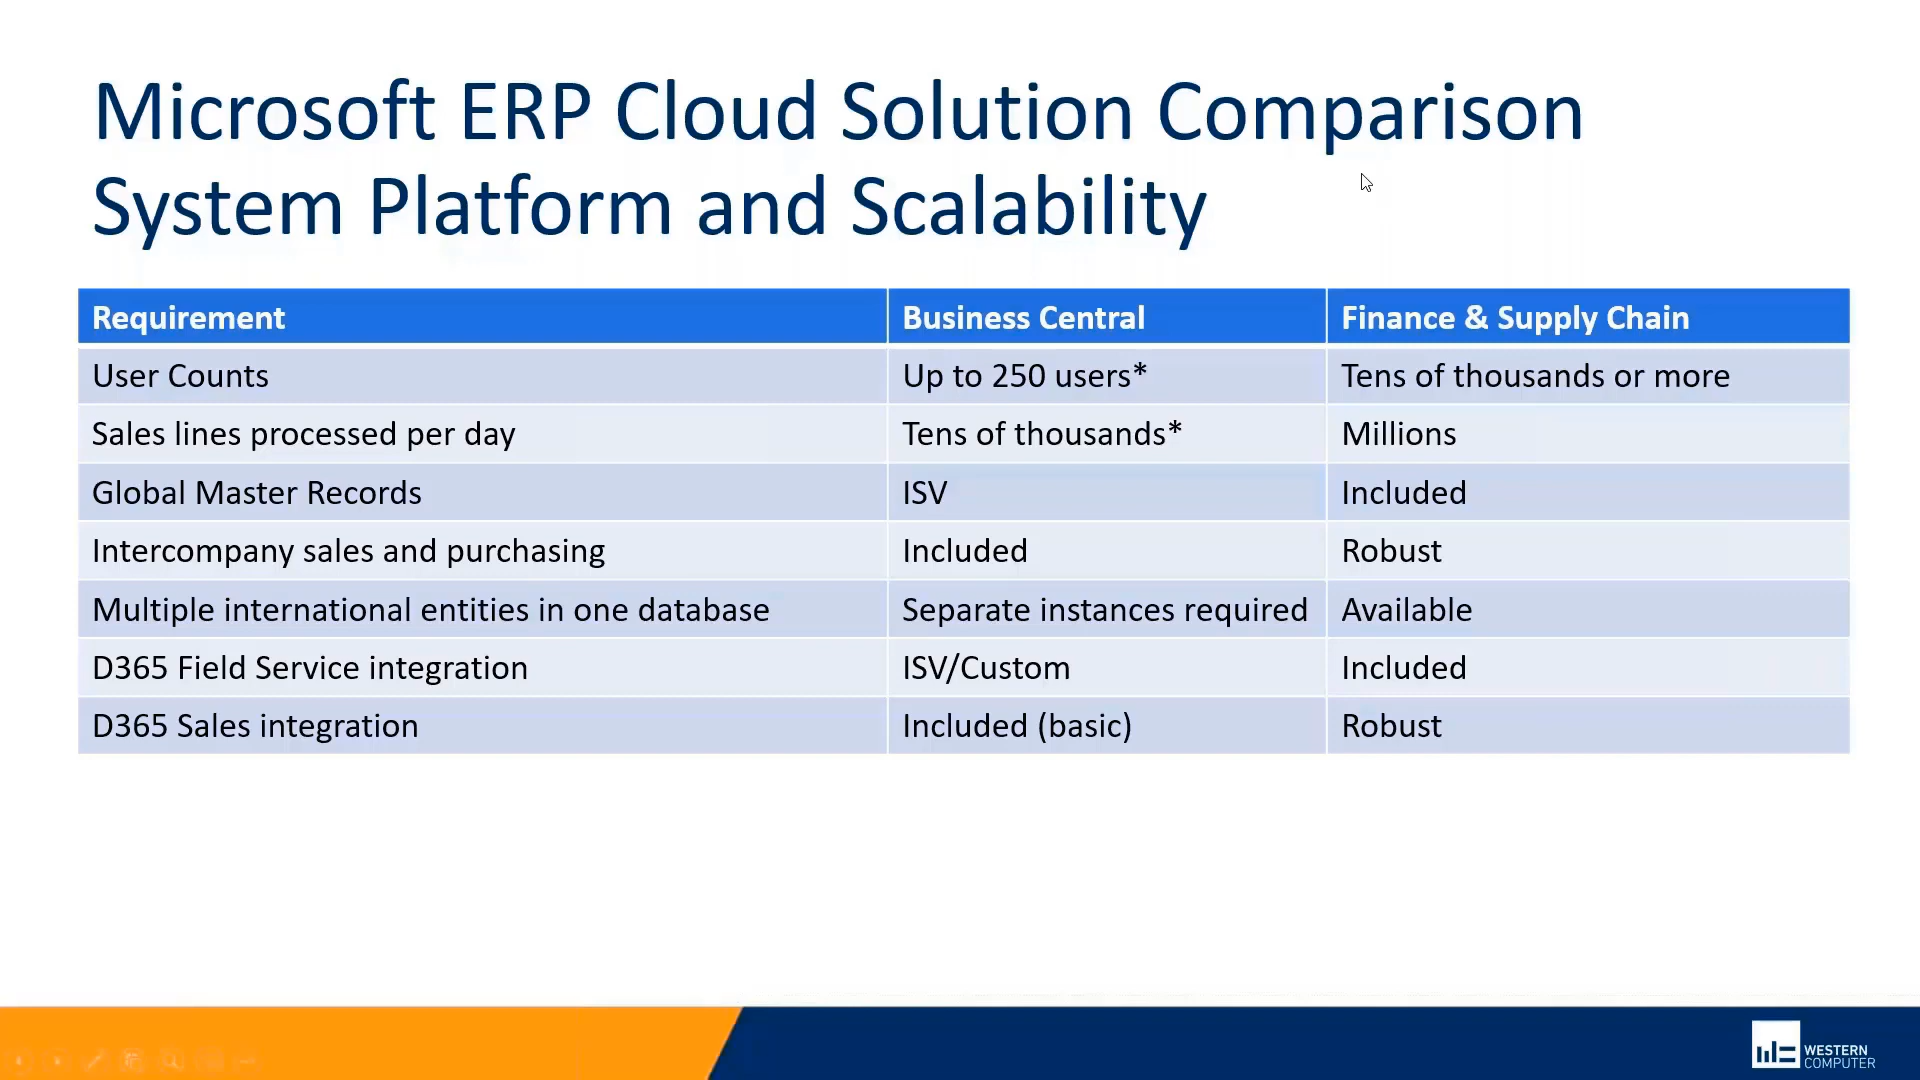 Microsoft ERP Cloud Solution Comparison
System Platform and Scalability
Requirement Business Central Finance & Supply Chain
User Counts Up to 250 users* Tens of thousands or more
Sales lines processed per day Tens of thousands* Millions
Global Master Records ISV Included
Intercompany sales and purchasing Included Robust
Multiple international entities in one database Separate instances required Available
D365 Field Service integration ISV/Custom Included
D365 Sales integration Included (basic) Robust
WESTERN
COMPUTER